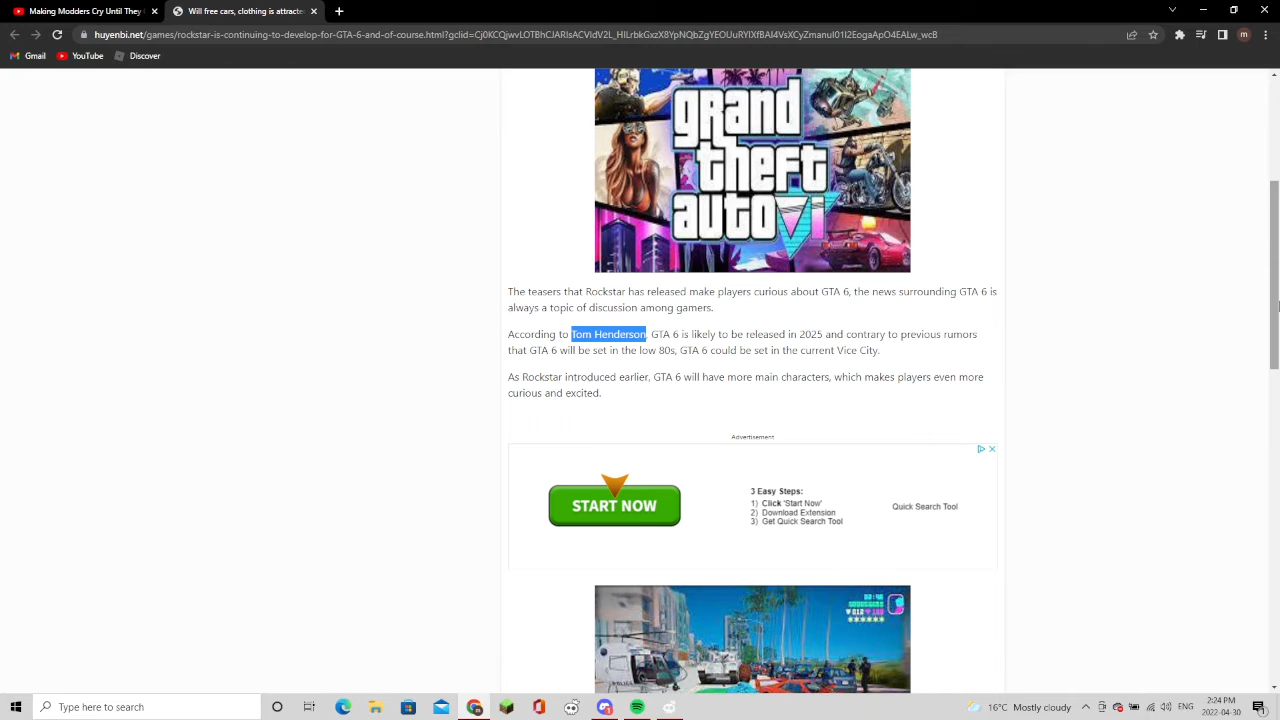 Making Modders Cry Until They
Will free cars, clothing is attracte
huyenbi.net/games/rockstar-is-continuing-to-develop-for-GTA-6-and-of-course.html?gclid=
Gmail
YouTube
Discover
grand
theft
auto VI
The teasers that Rockstar has released make players curious about GTA 6, the news surrounding GTA 6 is
always a topic of discussion among gamers.
According to Tom Henderson, GTA 6 is likely to be released in 2025 and contrary to previous rumors
that GTA 6 will be set in the low 80s, GTA 6 could be set in the current Vice City.
As Rockstar introduced earlier, GTA 6 will have more main characters, which makes players even more
curious and excited.
Advertisement
START NOW
3 Easy Steps:
1) Click 'Start Now'
2) Download Extension
3) Get Quick Search Tool
Quick Search Tool
Type here to search
16°C Mostly Cloudy
ENG
2:24 PM
2022-04-30